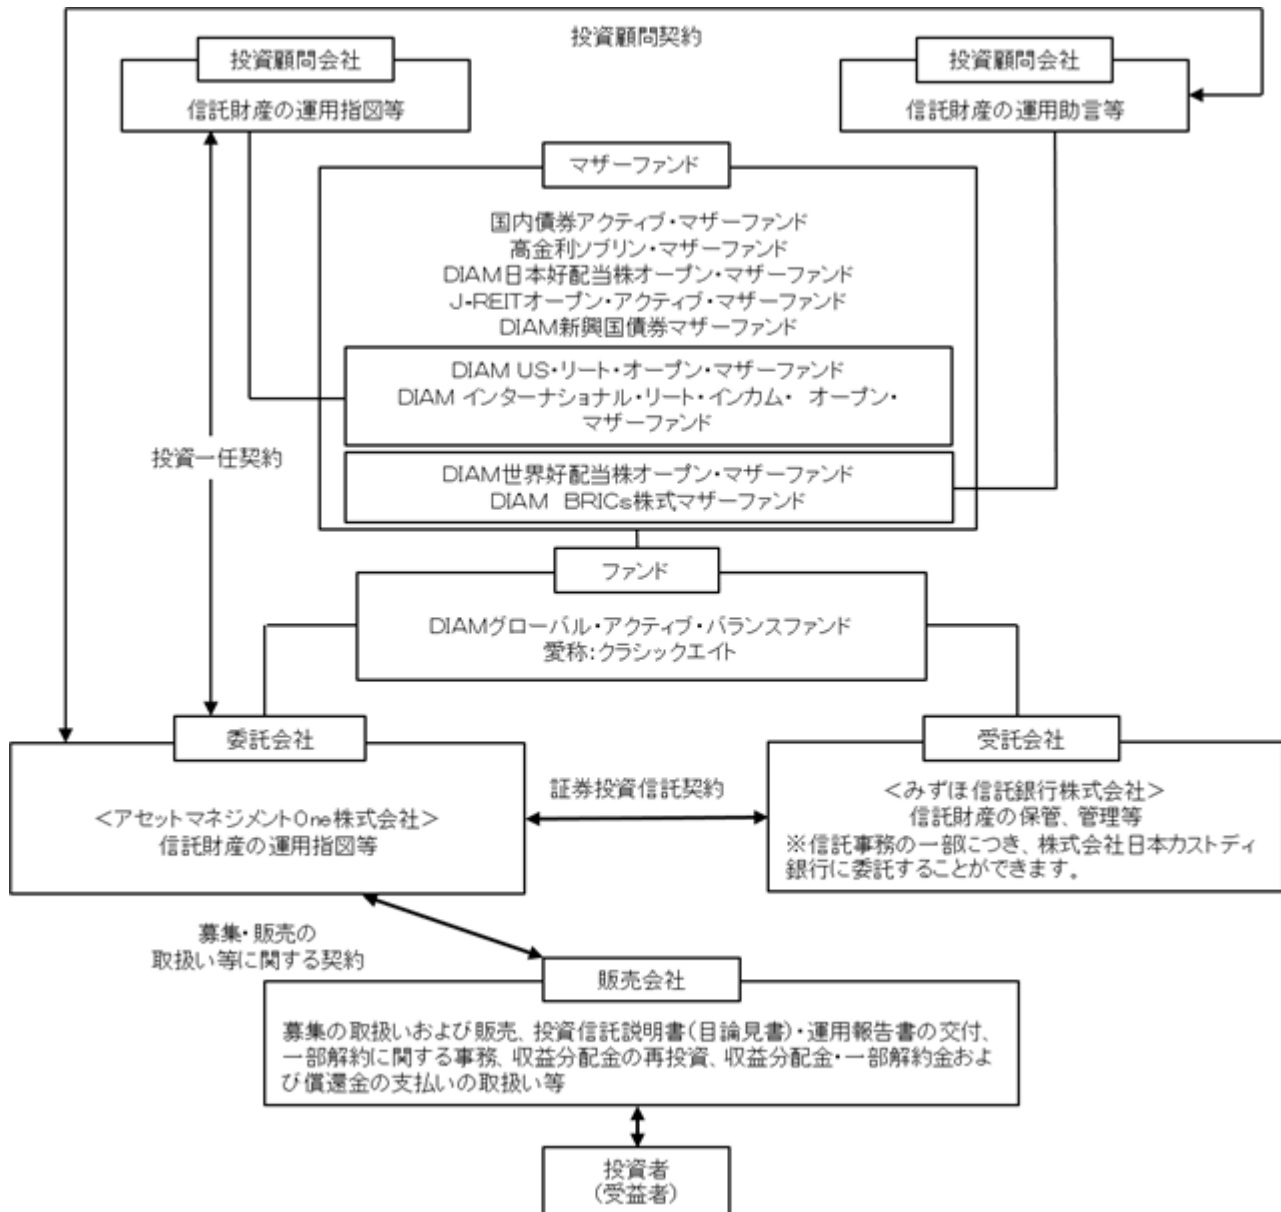 投資顧問契約
投資顧問会社
信託財産の運用指図等
投資顧問会社
信託財産の運用助言等
マザーファンド
国内債券アクティブ・マザーファンド
高金利ソブリン・マザーファンド
DIAM日本好配当株オープン・マザーファンド
J-REITオープン・アクティブ・マザーファンド
DIAM新興国債券マザーファンド
DIAM US・リート・オープン・マザーファンド
DIAM インターナショナル・リート・インカム・ オープン・
マザーファンド
投資一任契約
DIAM世界好配当株オープン・マザーファンド
DIAM BRICs株式マザーファンド
ファンド
DIAMグローバル・アクティブ・バランスファンド
愛称:クラシックエイト
委託会社
<アセットマネジメントOne株式会社>
信託財産の運用指図等
証券投資信託契約
受託会社
<みずほ信託銀行株式会社>
信託財産の保管、管理等
※信託事務の一部につき、株式会社日本カストディ
銀行に委託することができます。
募集・販売の
取扱い等に関する契約
販売会社
募集の取扱いおよび販売、投資信託説明書(目論見書)・運用報告書の交付、
一部解約に関する事務、収益分配金の再投資、収益分配金・一部解約金およ
び償還金の支払いの取扱い等
投資者
(受益者)